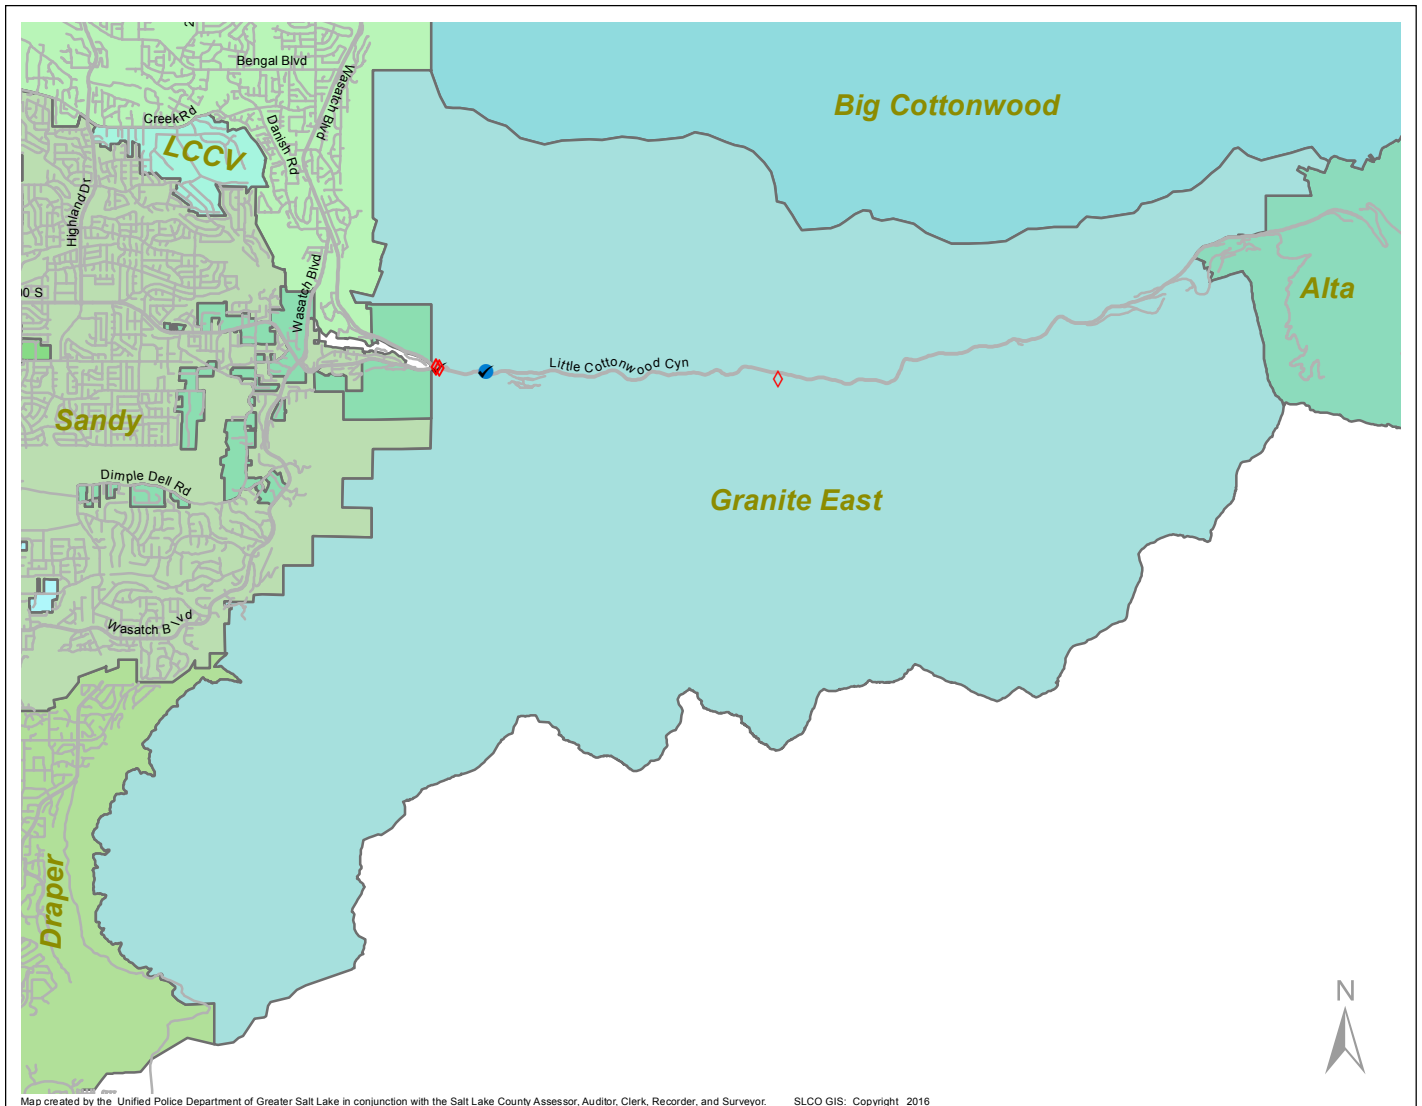 Bengal Blvd
Wasatch Blvd
Big Cottonwood
Creek Rd
Danish Rd
LCCV
Highland Dr
Wasatch Blvd
Alta
00 S
Little Cottonwood Cyn
Sandy
Dimple Dell Rd
Granite East
Wasatch Blvd
Draper
N
Map created by the Unified Police Department of Greater Salt Lake in conjunction with the Salt Lake County Assessor, Auditor, Clerk, Recorder, and Surveyor. SLCO GIS: Copyright 2016